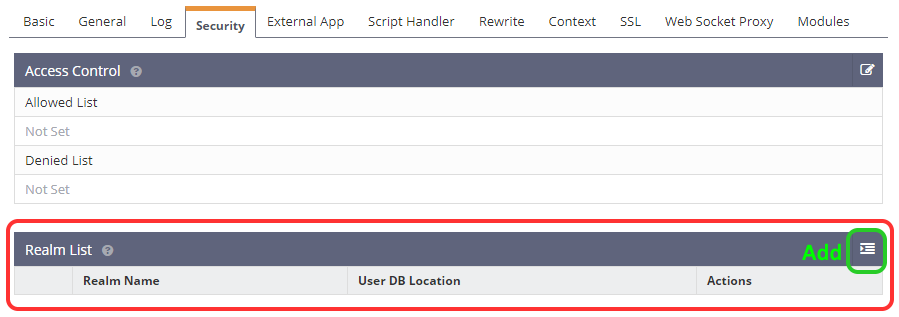 Basic General Log Security External App Script Handler Rewrite Context SSL Web Socket Proxy Modules
Access Control
Allowed List
Not Set
Denied List
Not Set
Realm List Add
Realm Name User DB Location Actions